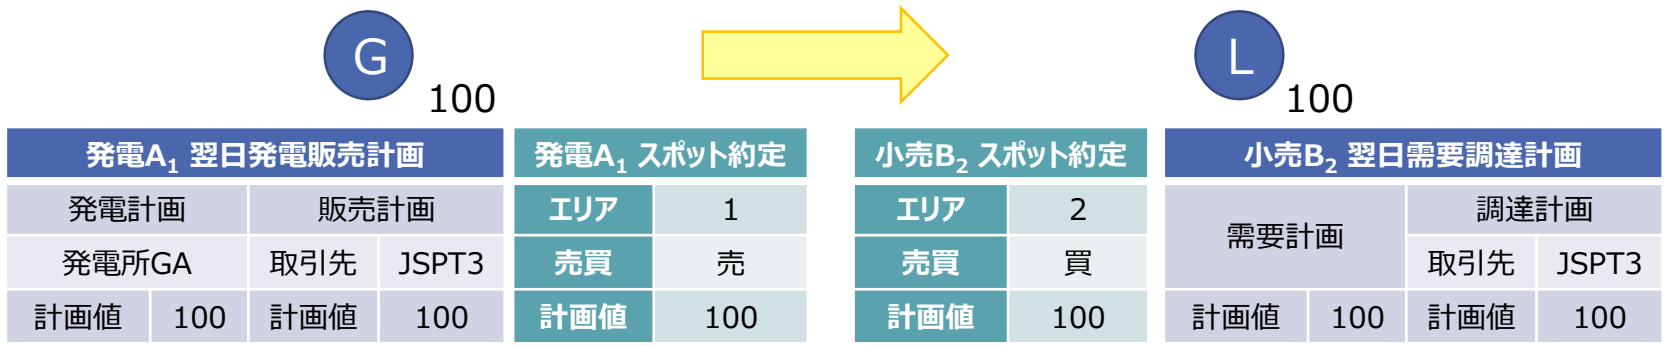 G
100
L
100
発電A1 翌日発電販売計画
発電計画 販売計画
発電所GA 取引先 JSPT3
計画値 100 計画値 100
発電A1 スポット約定
エリア 1
売買 売
計画値 100
小売B2 スポット約定
エリア 2
売買 買
計画値 100
小売B2 翌日需要調達計画
需要計画 調達計画
取引先 JSPT3
計画値 100 計画値 100